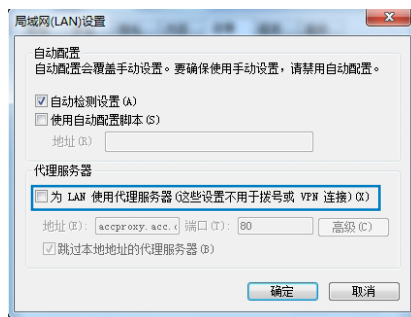 局域网(LAN)设置
自动配置
自动配置会覆盖手动设置。要确保使用手动设置，请禁用自动配置。
自动检测设置(A)
使用自动配置脚本(S)
地址(R)
代理服务器
为 LAN 使用代理服务器(这些设置不用于拨号或 VPN 连接)(X)
地址(E): accproxy.acc.c 端口(T): 80 高级(C)
跳过本地地址的代理服务器(B)
确定 取消